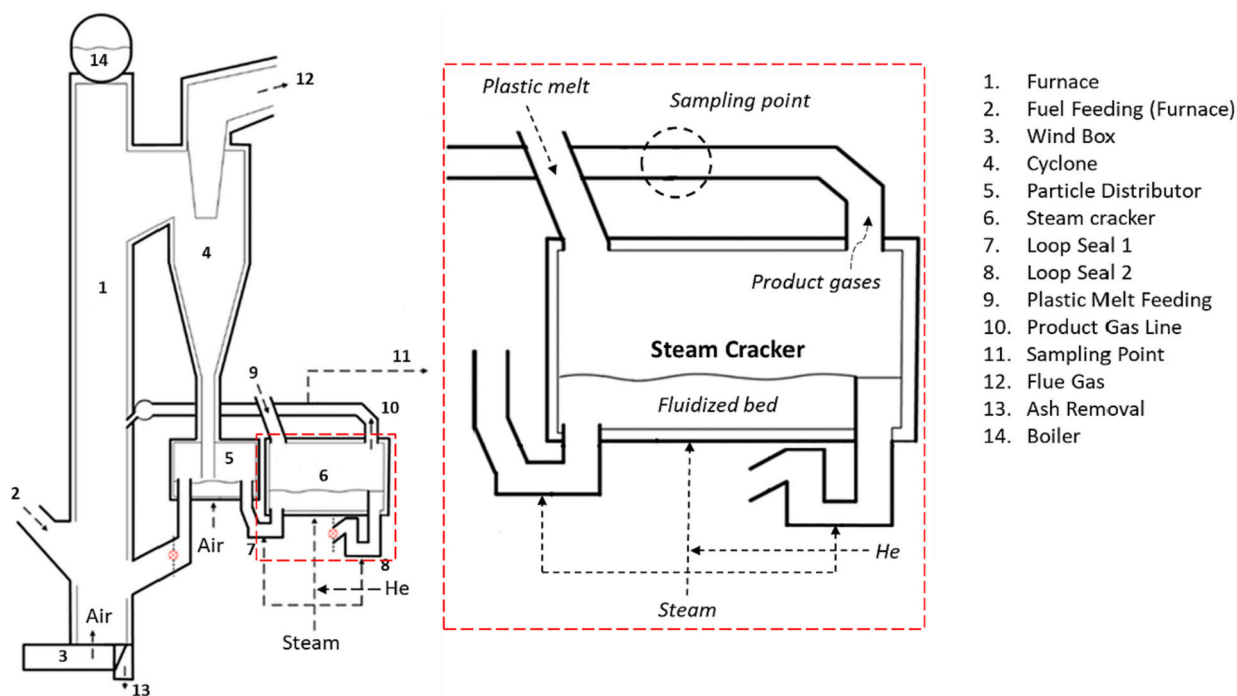 14
12
1
4
11
9
10
5
6
2
7
8
Air
He
Steam
Air
3
13
Plastic melt
Sampling point
Product gases
Steam Cracker
Fluidized bed
He
Steam
1. Furnace
2. Fuel Feeding (Furnace)
3. Wind Box
4. Cyclone
5. Particle Distributor
6. Steam cracker
7. Loop Seal 1
8. Loop Seal 2
9. Plastic Melt Feeding
10. Product Gas Line
11. Sampling Point
12. Flue Gas
13. Ash Removal
14. Boiler